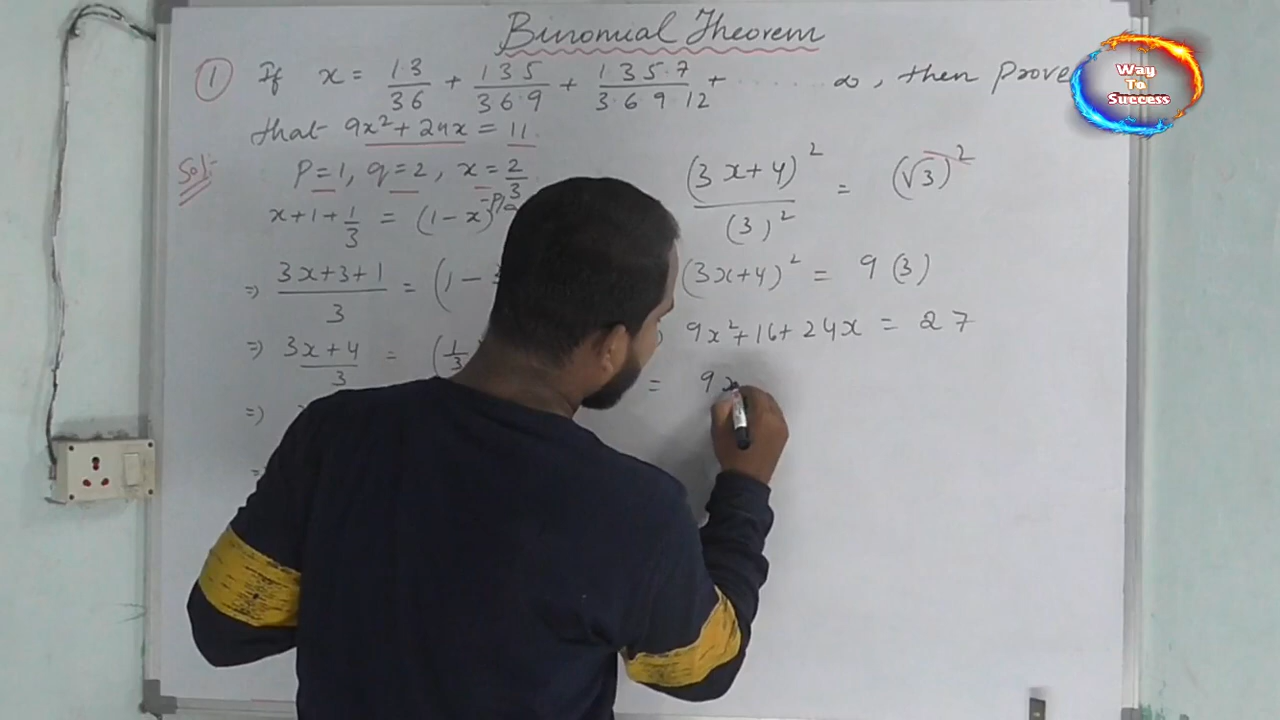 Binomial Theorem
① If x = 1·3/3·6 + 1·3·5/3·6·9 + 1·3·5·7/3·6·9·12 + ...... ∞, then Prove
that 9x² + 24x = 11.
Sol:-
P=1, q=2, x=2/3
x+1+1/3 = (1-x)^-P/q
=> 3x+3+1/3 = (1-
=> 3x+4/3 = (1/3
=>
(3x+4)²/(3)² = (√3)²
(3x+4)² = 9(3)
9x²+16+24x = 27
= 9x
Way
To
Success